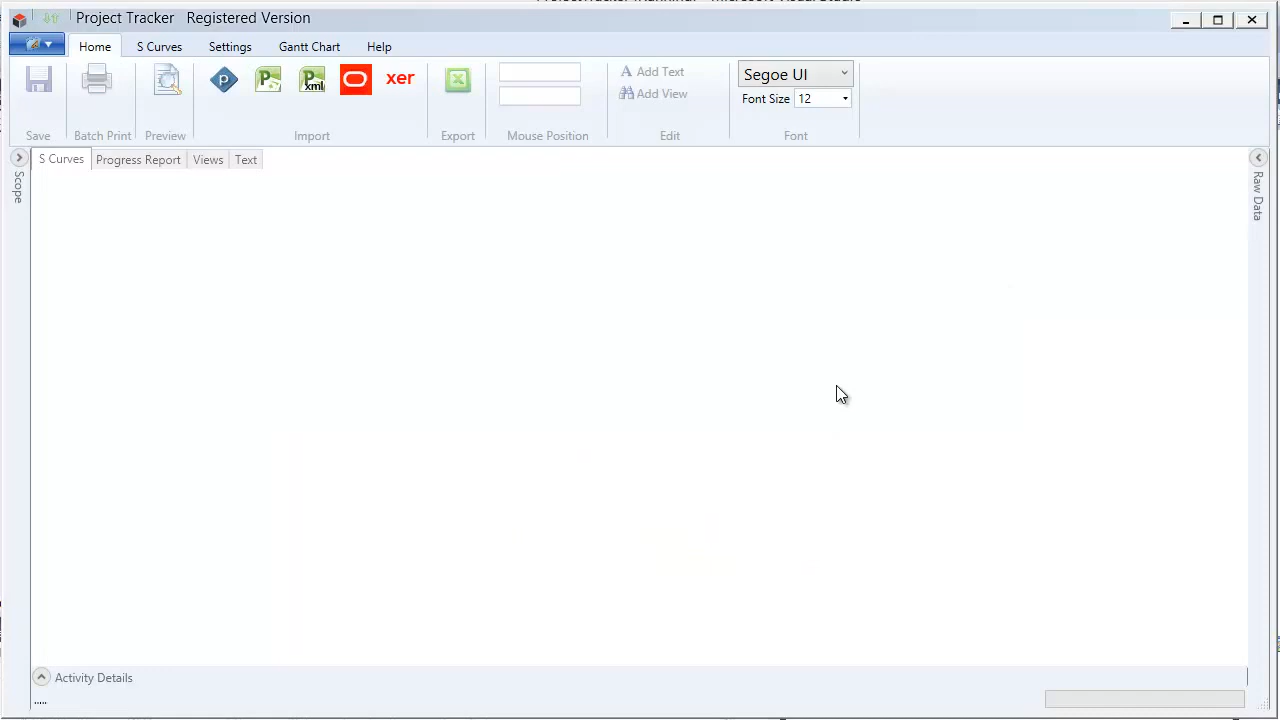 Project Tracker Registered Version
Home S Curves Settings Gantt Chart Help
P xml xer
Add Text
Add View
Segoe UI
Font Size 12
Save Batch Print Preview Import Export Mouse Position Edit Font
S Curves Progress Report Views Text
Scope
Raw Data
Activity Details
.....